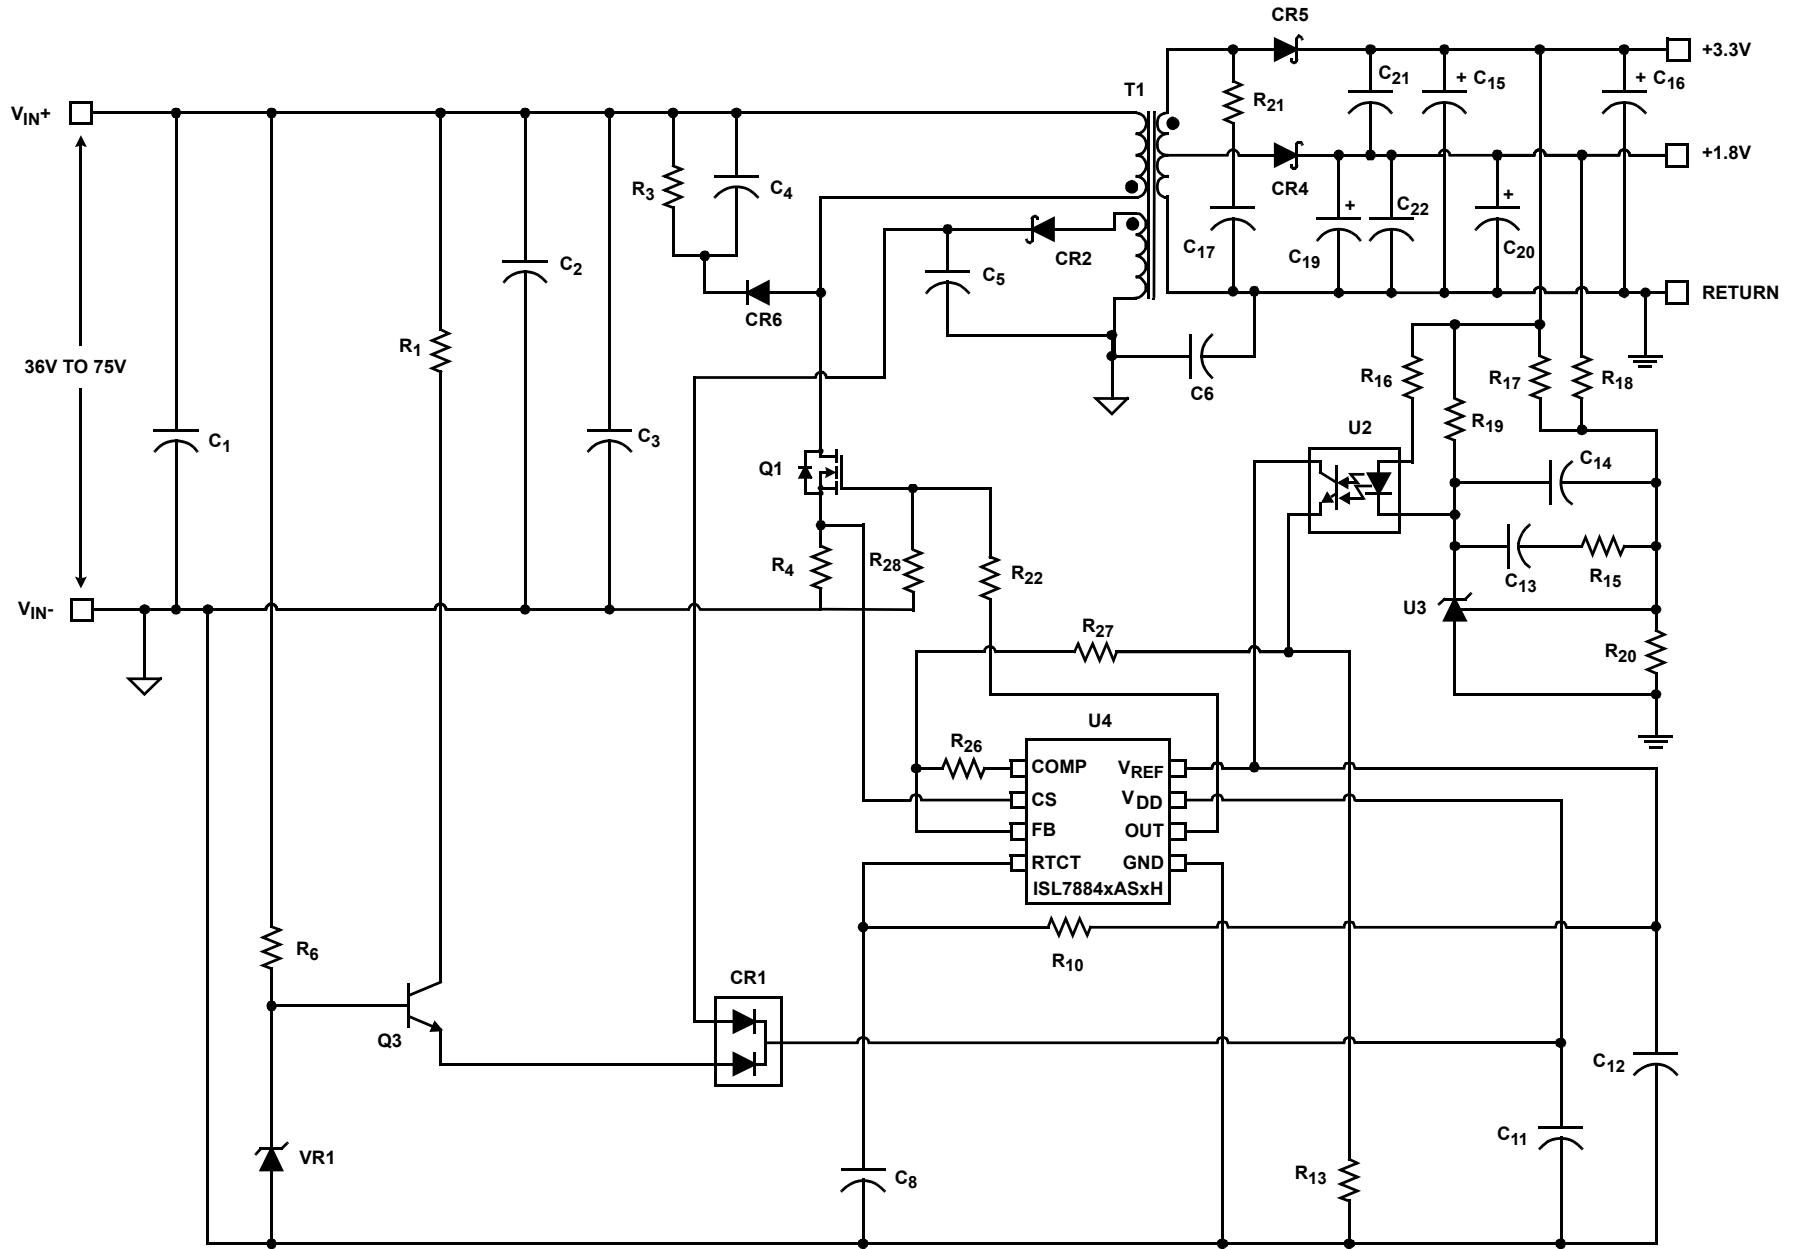 CR5
+3.3V
C21
+ C15
+ C16
T1
VIN+
R21
+1.8V
CR4
R3
C4
+
C22
+
C17
C19
C20
CR2
C2
C5
RETURN
CR6
R1
36V TO 75V
R16
R17
R18
C6
R19
U2
C1
C3
C14
Q1
R4
R28
R22
C13
R15
VIN-
U3
R27
R20
U4
R26
COMP
VREF
CS
VDD
FB
OUT
RTCT
GND
ISL7884xASxH
R6
R10
CR1
Q3
C12
C11
VR1
C8
R13